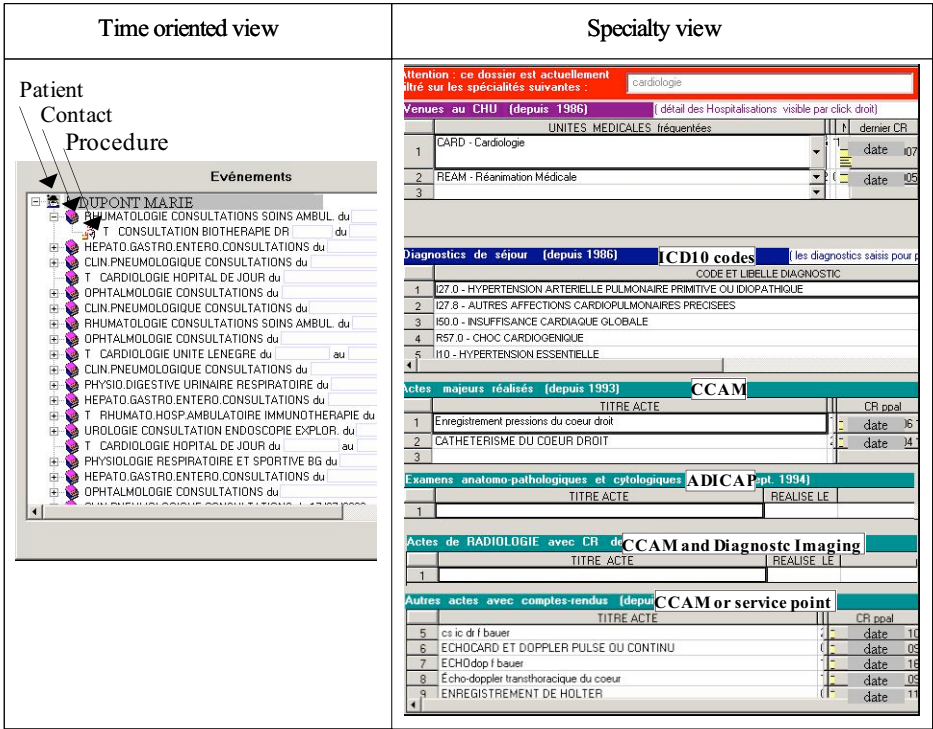 Time oriented view
Specialty view
Patient
Contact
Procedure
Evénements
DUPONT MARIE
RHUMATOLOGIE CONSULTATIONS SOINS AMBUL. du
T CONSULTATION BIOTHERAPIE DR du
HEPATO.GASTRO.ENTERO.CONSULTATIONS du
CLIN.PNEUMOLOGIQUE CONSULTATIONS du
T CARDIOLOGIE HOPITAL DE JOUR du
OPHTALMOLOGIE CONSULTATIONS du
CLIN.PNEUMOLOGIQUE CONSULTATIONS du
RHUMATOLOGIE CONSULTATIONS SOINS AMBUL. du
OPHTALMOLOGIE CONSULTATIONS du
T CARDIOLOGIE UNITE LENEGRE du au
CLIN.PNEUMOLOGIQUE CONSULTATIONS du
PHYSIO.DIGESTIVE URINAIRE RESPIRATOIRE du
HEPATO.GASTRO.ENTERO.CONSULTATIONS du
T RHUMATO.HOSP.AMBULATOIRE IMMUNOTHERAPIE du
UROLOGIE CONSULTATION ENDOSCOPIE EXPLOR. du
T CARDIOLOGIE HOPITAL DE JOUR du au
PHYSIOLOGIE RESPIRATOIRE ET SPORTIVE BG du
HEPATO.GASTRO.ENTERO.CONSULTATIONS du
OPHTALMOLOGIE CONSULTATIONS du
ttention : ce dossier est actuellement
iltré sur les spécialités suivantes :
cardiologie
Venues au CHU (depuis 1986)
( détail des Hospitalisations visible par click droit)
UNITES MEDICALES fréquentées N dernier CR
1 CARD - Cardiologie date 07
2 REAM - Réanimation Médicale date 05
3
Diagnostics de séjour (depuis 1986) ICD10 codes ( les diagnostics saisis pour p
CODE ET LIBELLE DIAGNOSTIC
1 I27.0 - HYPERTENSION ARTERIELLE PULMONAIRE PRIMITIVE OU IDIOPATHIQUE
2 I27.8 - AUTRES AFFECTIONS CARDIOPULMONAIRES PRECISEES
3 I50.0 - INSUFFISANCE CARDIAQUE GLOBALE
4 R57.0 - CHOC CARDIOGENIQUE
5 I10 - HYPERTENSION ESSENTIELLE
Actes majeurs réalisés (depuis 1993) CCAM
TITRE ACTE CR ppal
1 Enregistrement pressions du coeur droit date 06
2 CATHETERISME DU COEUR DROIT date 04
3
Examens anatomo-pathologiques et cytologiques ADICAP ept. 1994)
TITRE ACTE REALISE LE
1
Actes de RADIOLOGIE avec CR de CCAM and Diagnostc Imaging
TITRE ACTE REALISE LE
1
Autres actes avec comptes-rendus (depui CCAM or service point
TITRE ACTE CR ppal
5 cs ic dr f bauer date 10
6 ECHOCARD ET DOPPLER PULSE OU CONTINU date 09
7 ECHOdop f bauer date 16
8 Écho-doppler transthoracique du coeur date 09
9 ENREGISTREMENT DE HOLTER date 11